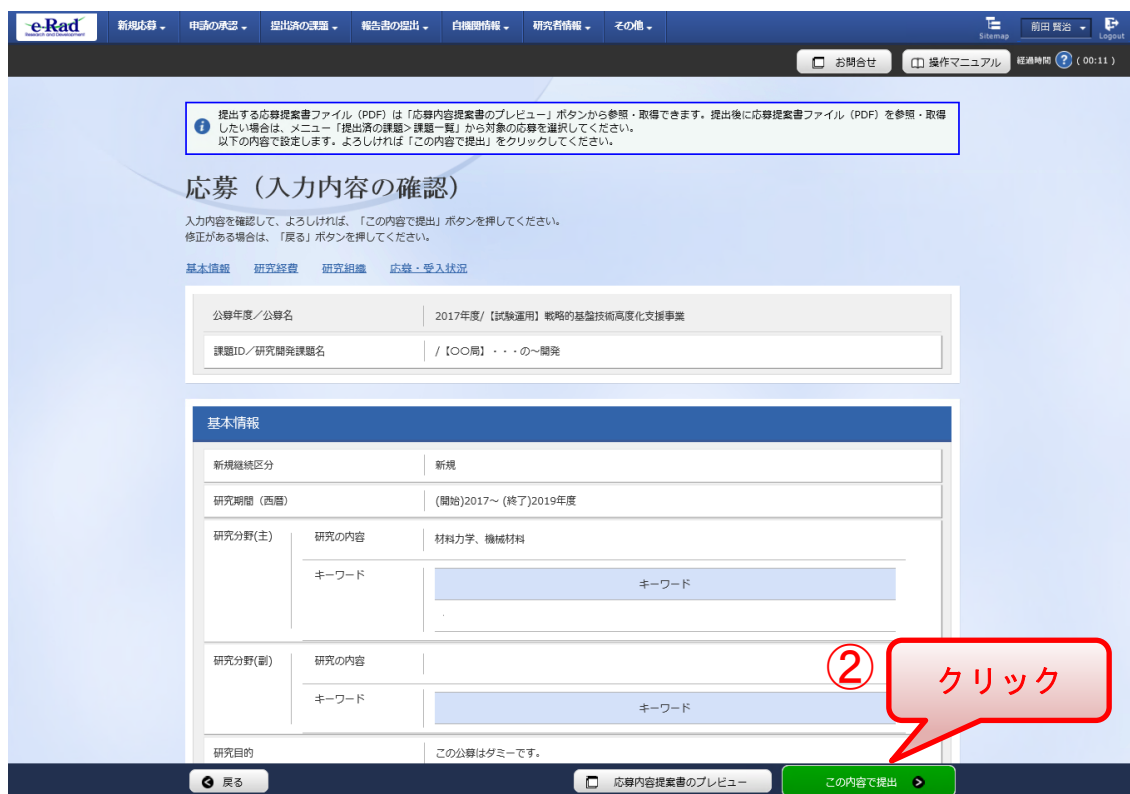 e-Rad
Research and Development
新規応募
申請の承認
提出済の課題
報告書の提出
自機関情報
研究者情報
その他
Sitemap
前田 賢治
Logout
お問合せ
操作マニュアル
経過時間 ? ( 00:11 )
提出する応募提案書ファイル（PDF）は「応募内容提案書のプレビュー」ボタンから参照・取得できます。提出後に応募提案書ファイル（PDF）を参照・取得
したい場合は、メニュー「提出済の課題>課題一覧」から対象の応募を選択してください。
以下の内容で設定します。よろしければ「この内容で提出」をクリックしてください。
応募（入力内容の確認）
入力内容を確認して、よろしければ、「この内容で提出」ボタンを押してください。
修正がある場合は、「戻る」ボタンを押してください。
基本情報 研究経費 研究組織 応募・受入状況
公募年度／公募名
2017年度/【試験運用】戦略的基盤技術高度化支援事業
課題ID／研究開発課題名
/【〇〇局】・・・の～開発
基本情報
新規継続区分
新規
研究期間（西暦）
(開始)2017～ (終了)2019年度
研究分野(主)
研究の内容
材料力学、機械材料
キーワード
キーワード
.
研究分野(副)
研究の内容
キーワード
キーワード
研究目的
この公募はダミーです。
②
クリック
戻る
応募内容提案書のプレビュー
この内容で提出